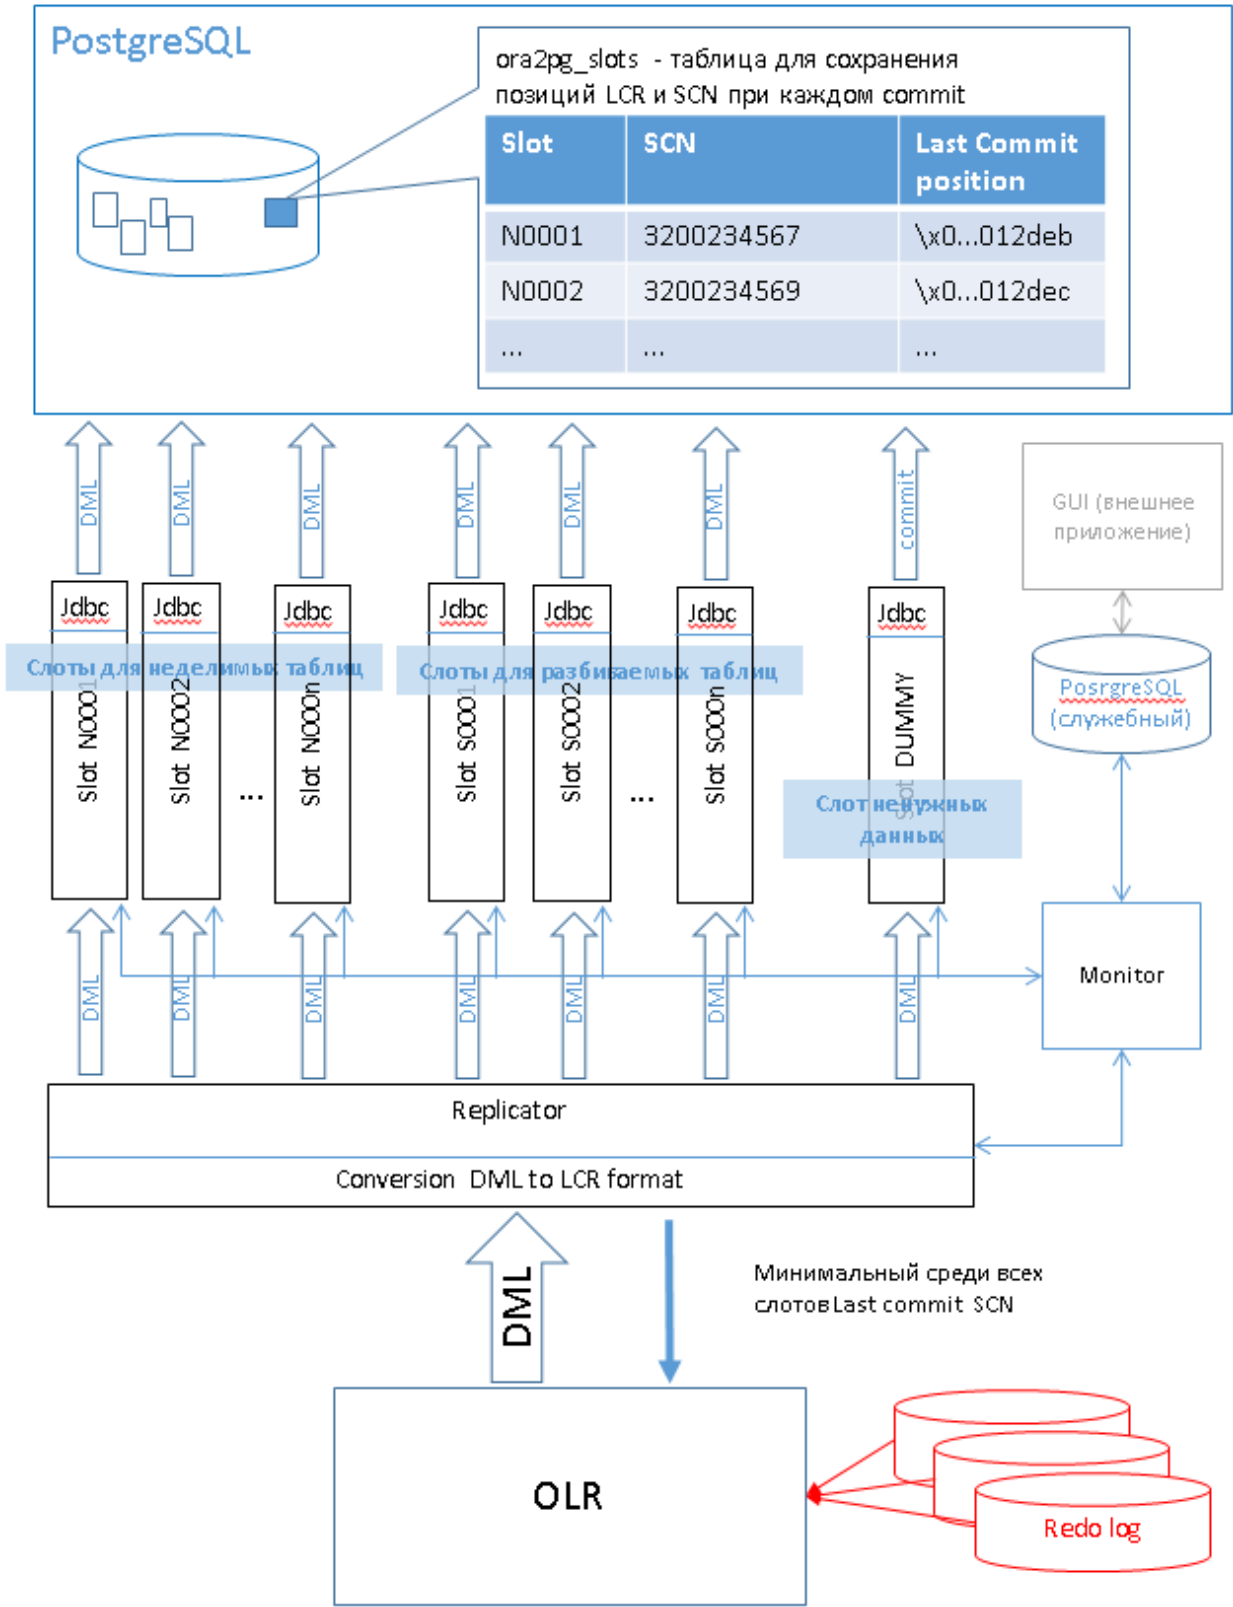 PostgreSQL
ora2pg_slots - таблица для сохранения
позиций LCR и SCN при каждом commit
Slot SCN Last Commit
position
N0001 3200234567 \x0...012deb
N0002 3200234569 \x0...012dec
... ... ...
DML DML DML DML DML DML commit
GUI (внешнее
приложение)
Jdbc Jdbc Jdbc Jdbc Jdbc Jdbc Jdbc
Слоты для неделимых таблиц
Слоты для разбиваемых таблиц
PosrgreSQL
(служебный)
Slot N0001
Slot N0002
...
Slot N000n
Slot S0001
Slot S0002
...
Slot S000n
Slot DUMMY
Слот ненужных
данных
DML DML DML DML DML DML DML
Monitor
Replicator
Conversion DML to LCR format
DML
Минимальный среди всех
слотов Last commit SCN
OLR
Redo log